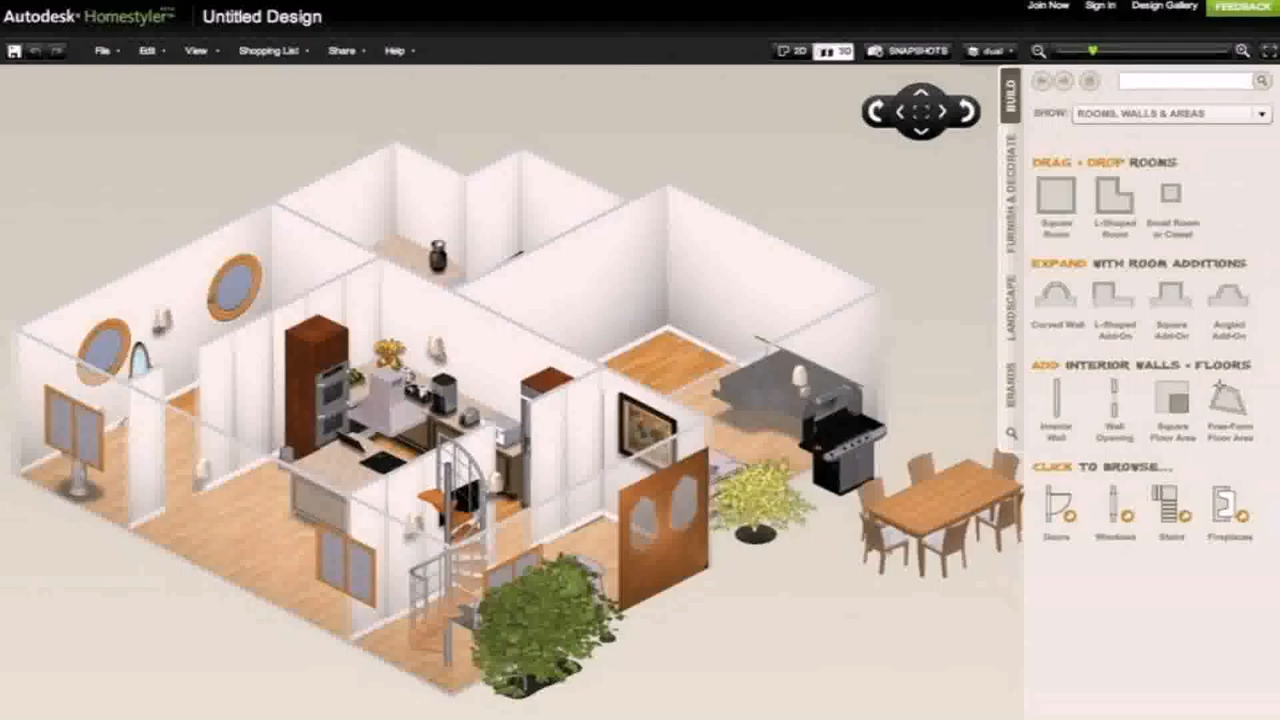 Autodesk Homestyler BETA Untitled Design
Join Now Sign In Design Gallery FEEDBACK
File Edit View Shopping List Share Help
2D 3D SNAPSHOTS dual
BUILD
FURNISH & DECORATE
LANDSCAPE
BRANDS
SHOW: ROOMS, WALLS & AREAS
DRAG + DROP ROOMS
Square Room
L-Shaped Room
Small Room or Closet
EXPAND WITH ROOM ADDITIONS
Curved Wall
L-Shaped Add-On
Square Add-On
Angled Add-On
ADD INTERIOR WALLS + FLOORS
Interior Wall
Wall Opening
Square Floor Area
Free-Form Floor Area
CLICK TO BROWSE...
Doors Windows Stairs Fireplaces